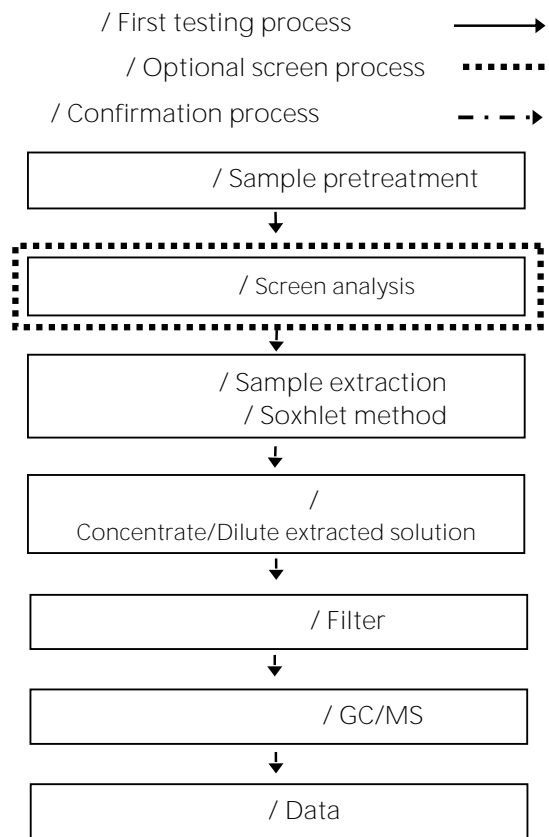 / First testing process
/ Optional screen process
/ Confirmation process
/ Sample pretreatment
/ Screen analysis
/ Sample extraction
/ Soxhlet method
/
Concentrate/Dilute extracted solution
/ Filter
/ GC/MS
/ Data